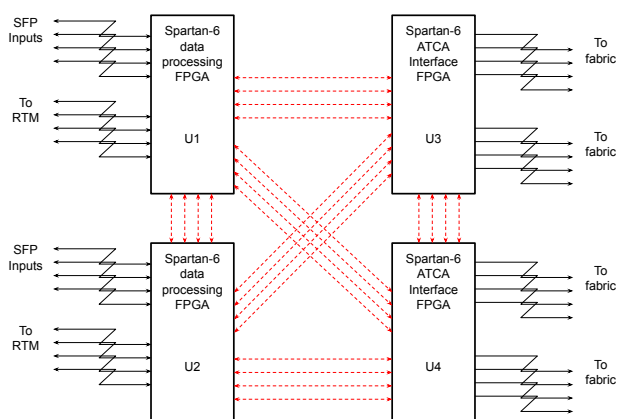 SFP
Inputs
To
RTM
Spartan-6
data
processing
FPGA
U1
Spartan-6
ATCA
Interface
FPGA
U3
To
fabric
To
fabric
SFP
Inputs
To
RTM
Spartan-6
data
processing
FPGA
U2
Spartan-6
ATCA
Interface
FPGA
U4
To
fabric
To
fabric